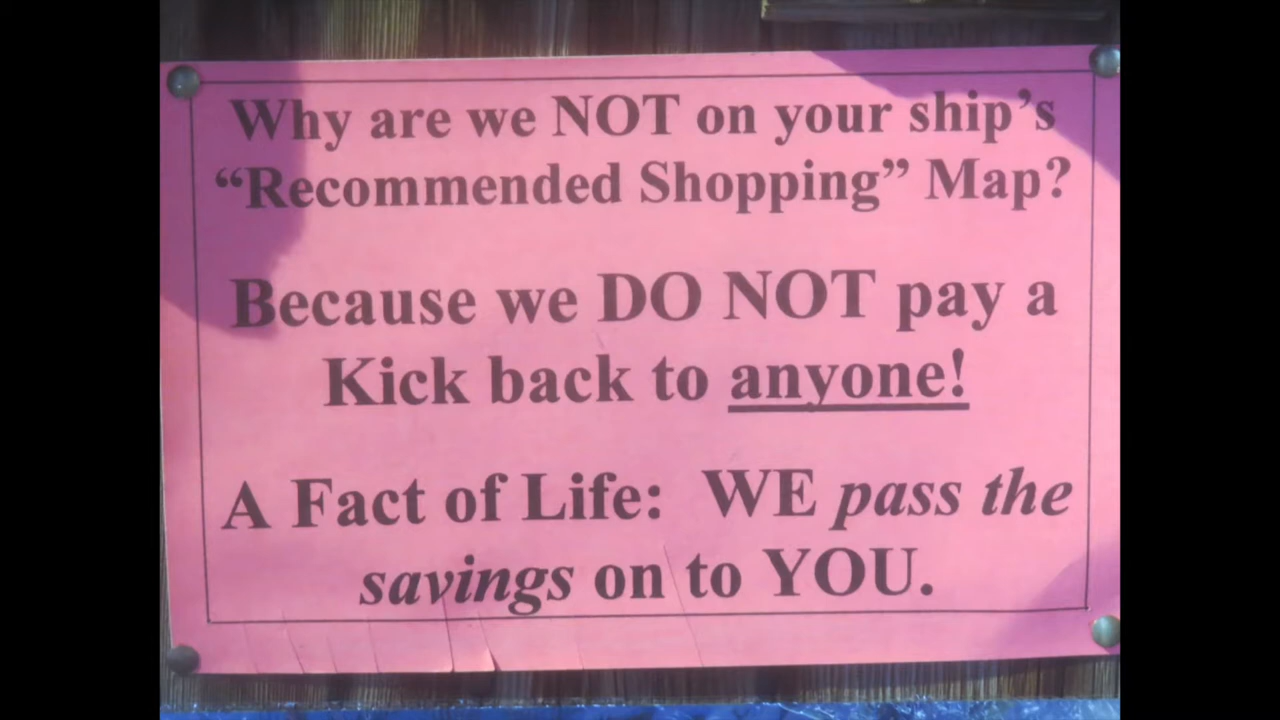 Why are we NOT on your ship's
“Recommended Shopping” Map?
Because we DO NOT pay a
Kick back to anyone!
A Fact of Life: WE pass the
savings on to YOU.